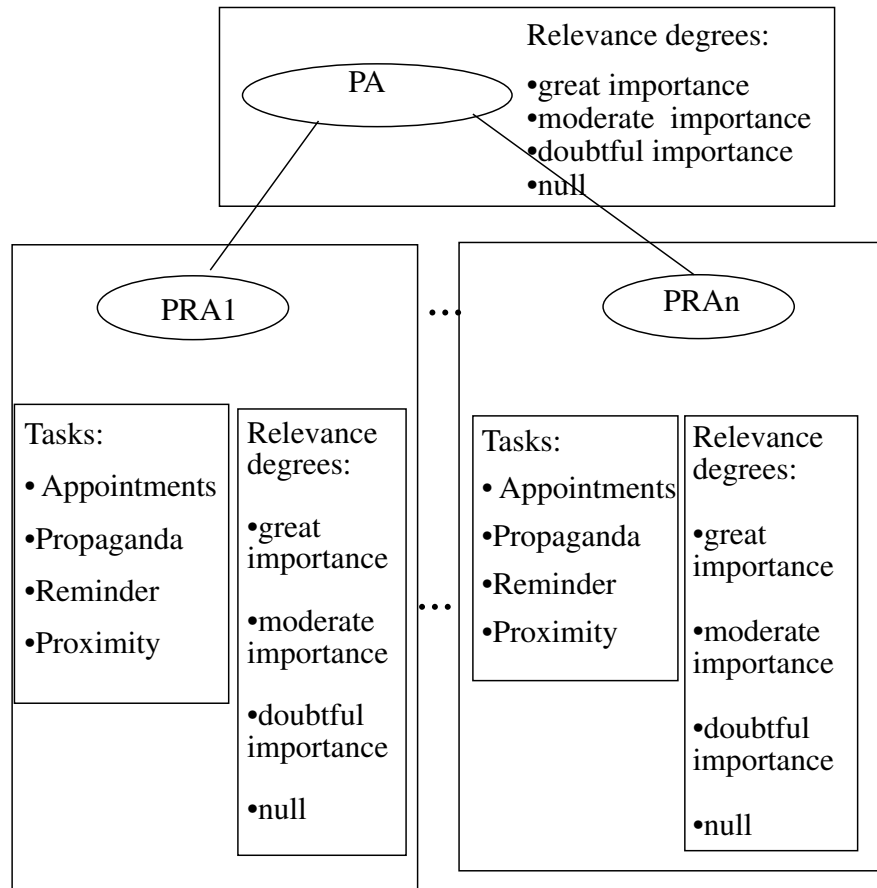 PA
Relevance degrees:
•great importance
•moderate importance
•doubtful importance
•null
PRA1
...
PRAn
Tasks:
• Appointments
•Propaganda
•Reminder
•Proximity
Relevance
degrees:
•great
importance
•moderate
importance
•doubtful
importance
•null
...
Tasks:
• Appointments
•Propaganda
•Reminder
•Proximity
Relevance
degrees:
•great
importance
•moderate
importance
•doubtful
importance
•null